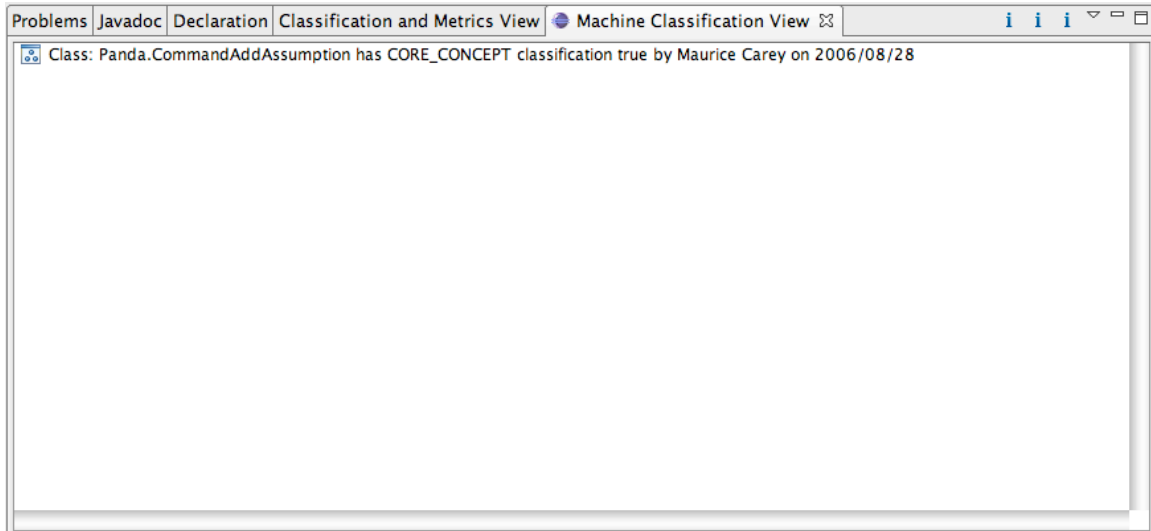 Problems Javadoc Declaration Classification and Metrics View Machine Classification View i i i
Class: Panda.CommandAddAssumption has CORE_CONCEPT classification true by Maurice Carey on 2006/08/28